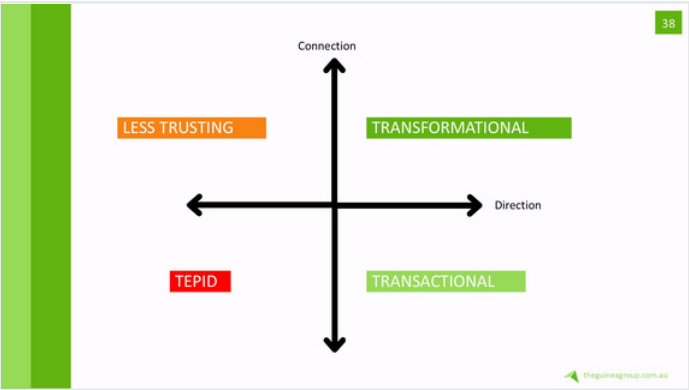 38
Connection
LESS TRUSTING
TRANSFORMATIONAL
Direction
TEPID
TRANSACTIONAL
theguineagroup.com.au